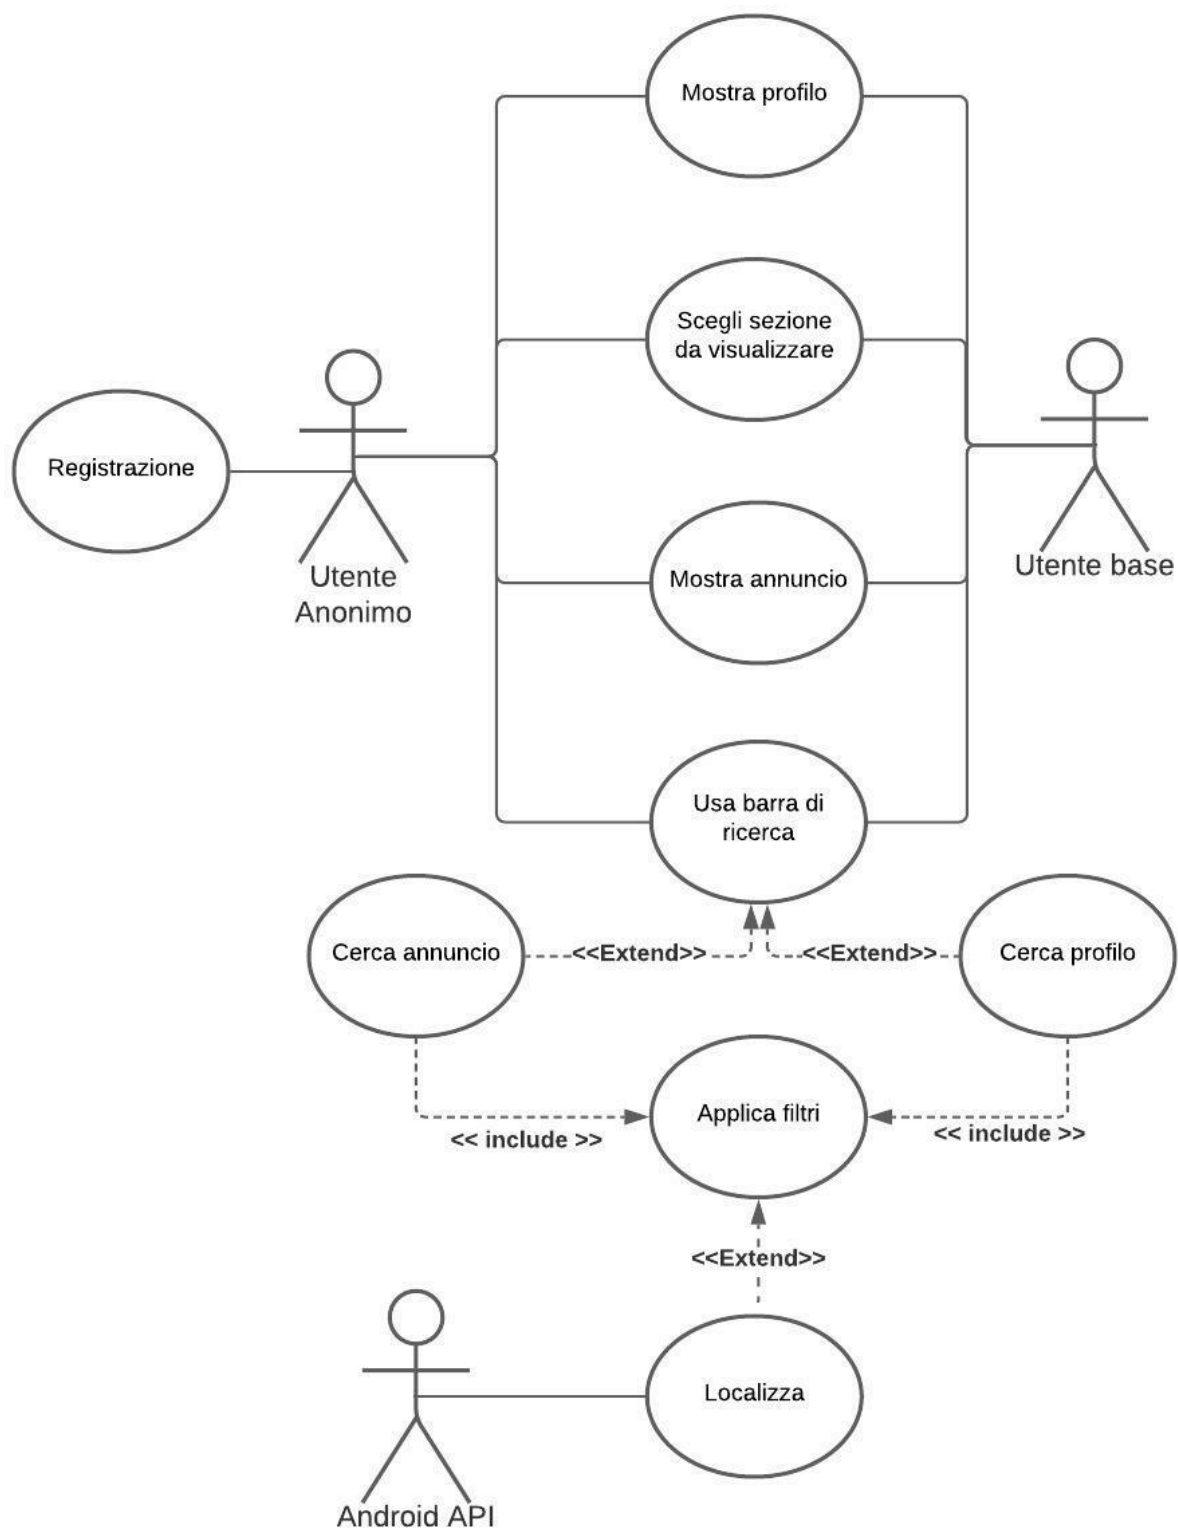 Mostra profilo
Scegli sezione
da visualizzare
Registrazione
Utente
Anonimo
Utente base
Mostra annuncio
Usa barra di
ricerca
Cerca annuncio
<<Extend>>
<<Extend>>
Cerca profilo
Applica filtri
<< include >>
<< include >>
<<Extend>>
Localizza
Android API